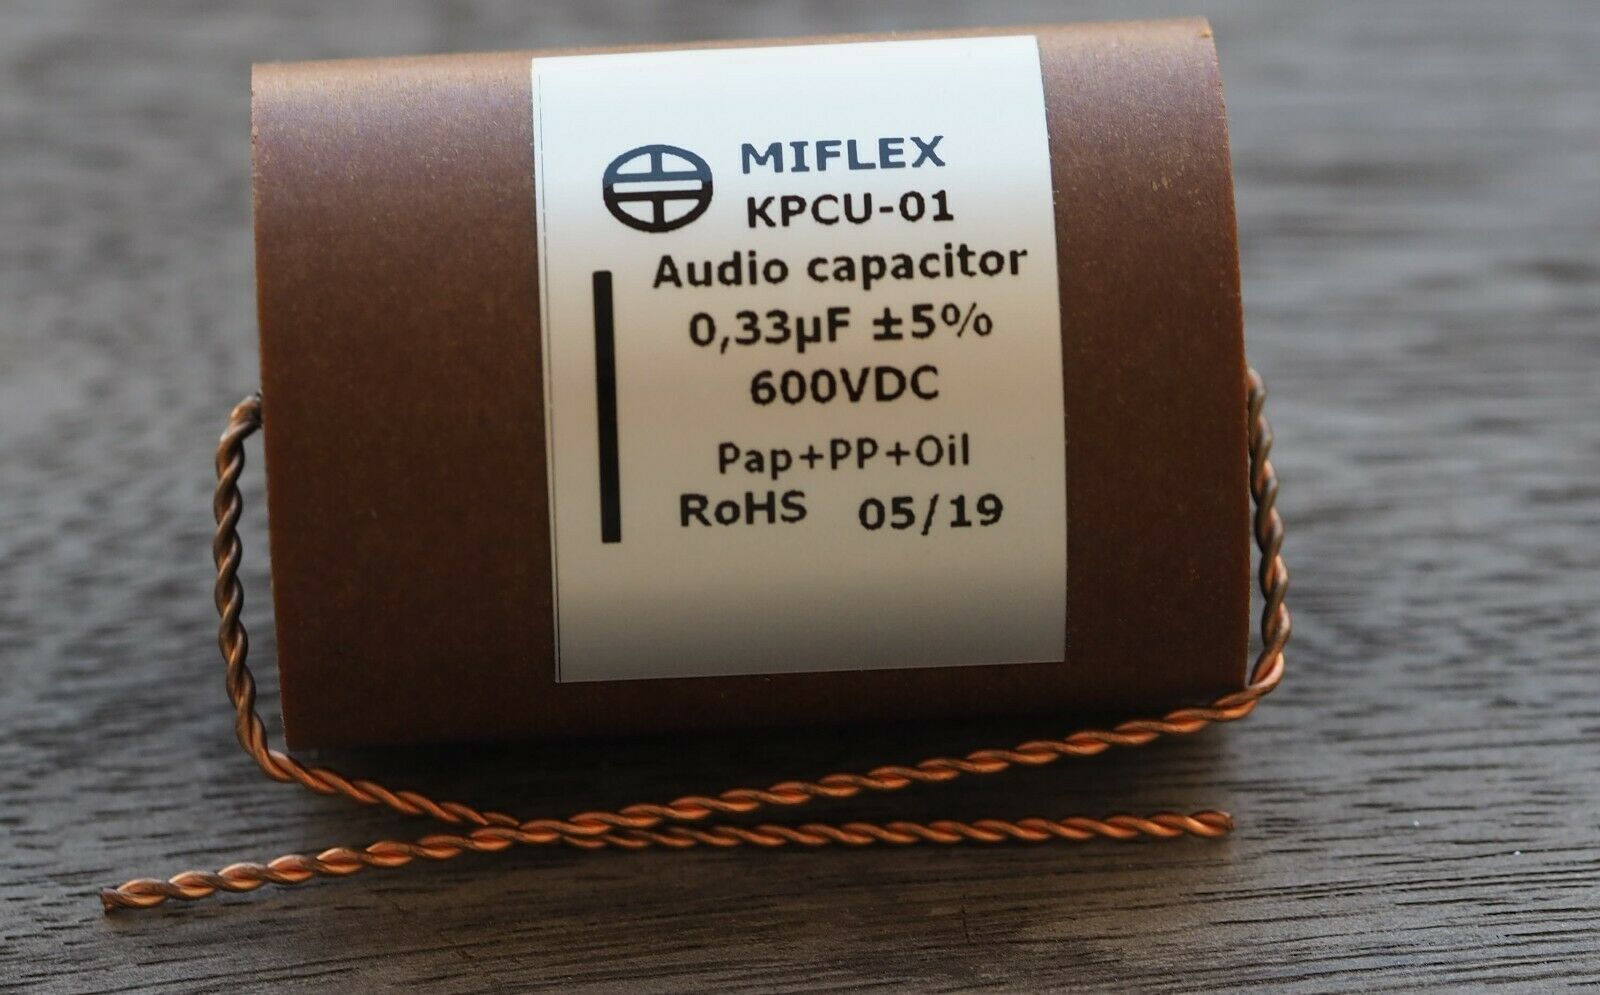 MIFLEX
KPCU-01
Audio capacitor
0,33µF ±5%
600VDC
Pap+PP+Oil
RoHS 05/19